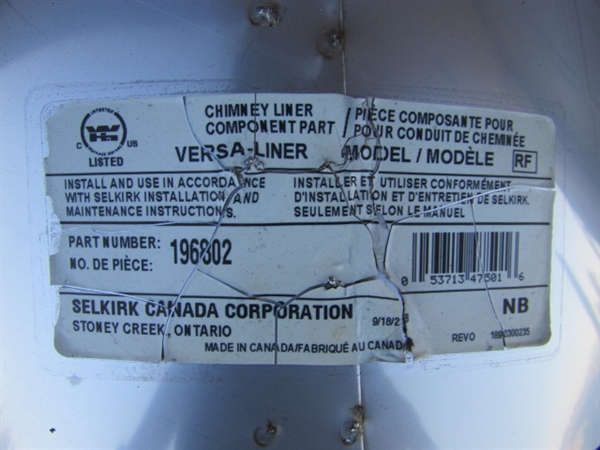 CHIMNEY LINER / PIÈCE COMPOSANTE POUR
COMPONENT PART / POUR CONDUIT DE CHEMINÉE
VERSA-LINER MODEL / MODÈLE RF
C WH US
LISTED
INSTALL AND USE IN ACCORDANCE
WITH SELKIRK INSTALLATION AND
MAINTENANCE INSTRUCTIONS.
INSTALLER ET UTILISER CONFORMÉMENT
D'INSTALLATION ET D'ENTRETIEN DE SELKIRK.
SEULEMENT SELON LE MANUEL
PART NUMBER: 196802
NO. DE PIÈCE:
0 53713 47501 6
SELKIRK CANADA CORPORATION
STONEY CREEK, ONTARIO
NB
MADE IN CANADA/FABRIQUÉ AU CANADA
REVO 1890300235